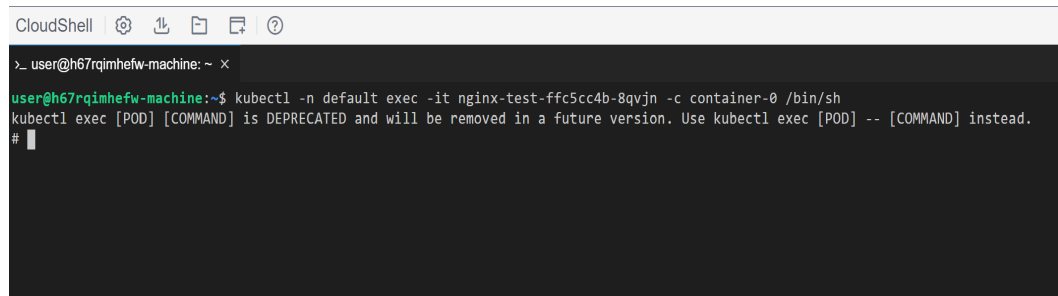 CloudShell
>_ user@h67rqimhefw-machine: ~ ×
user@h67rqimhefw-machine:~$ kubectl -n default exec -it nginx-test-ffc5cc4b-8qvjn -c container-0 /bin/sh
kubectl exec [POD] [COMMAND] is DEPRECATED and will be removed in a future version. Use kubectl exec [POD] -- [COMMAND] instead.
#